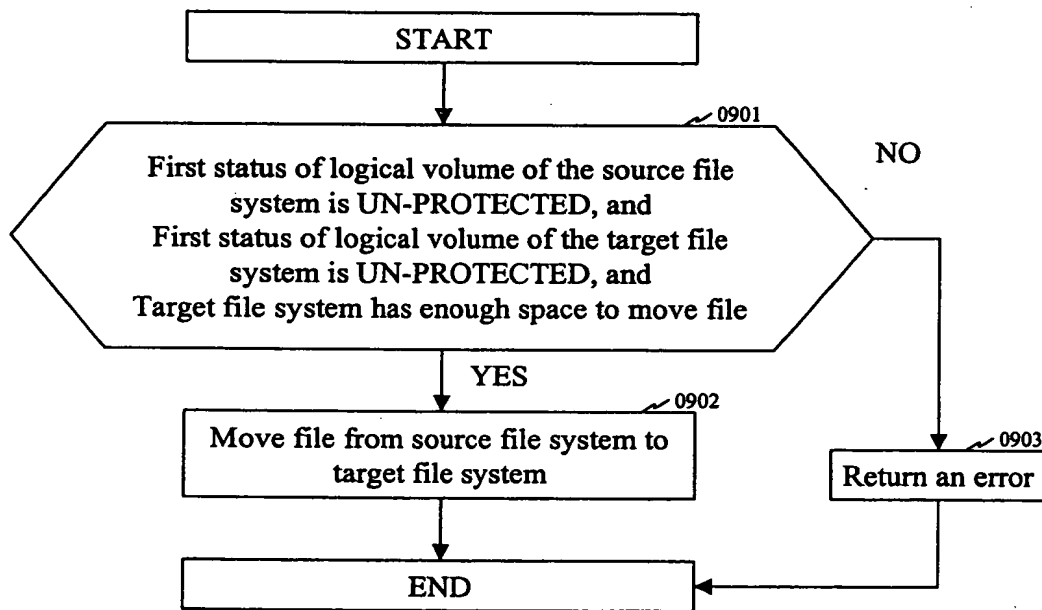 START
0901
First status of logical volume of the source file
system is UN-PROTECTED, and
First status of logical volume of the target file
system is UN-PROTECTED, and
Target file system has enough space to move file
NO
YES
0902
Move file from source file system to
target file system
0903
Return an error
END